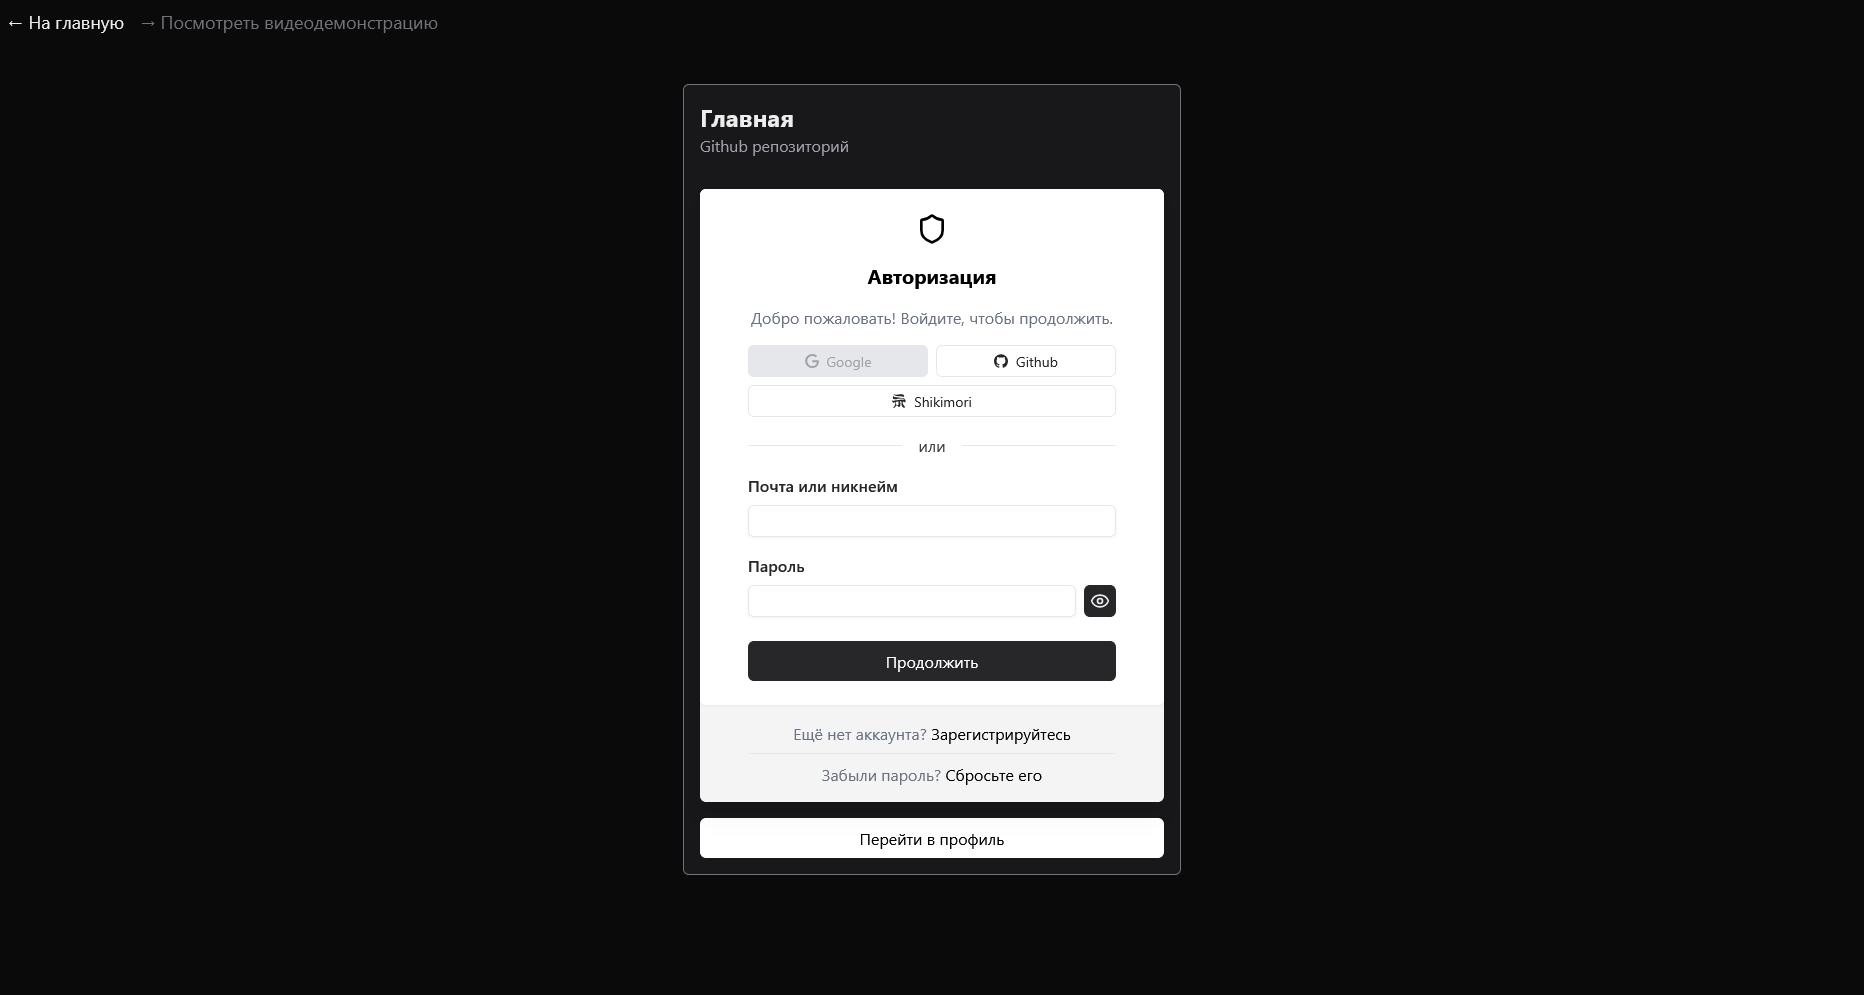 ← На главную → Посмотреть видеодемонстрацию
Главная
Github репозиторий
Авторизация
Добро пожаловать! Войдите, чтобы продолжить.
Google Github
Shikimori
или
Почта или никнейм
Пароль
Продолжить
Ещё нет аккаунта? Зарегистрируйтесь
Забыли пароль? Сбросьте его
Перейти в профиль